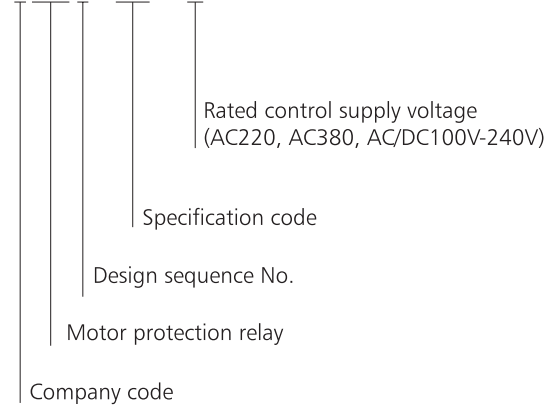 Rated control supply voltage
(AC220, AC380, AC/DC100V-240V)
Specification code
Design sequence No.
Motor protection relay
Company code